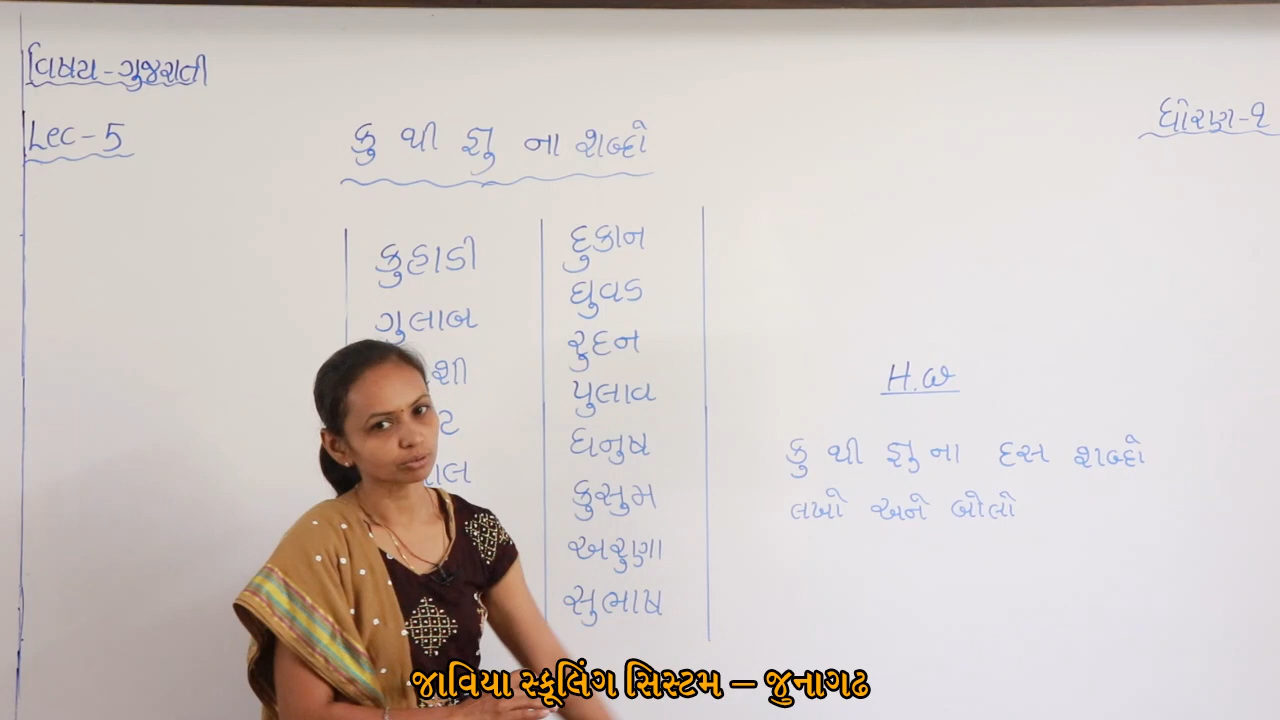 વિષય - ગુજરાતી
Lec - 5
ધોરણ - ૧
કુ થી જ્ઞુ ના શબ્દો
કુહાડી
ગુલાબ
દુકાન
ઘુવડ
રુદન
પુલાવ
ધનુષ
કુસુમ
અરુણા
સુભાષ
H.W
કુ થી જ્ઞુ ના દસ શબ્દો
લખો અને બોલો
જાવિયા સ્કૂલિંગ સિસ્ટમ – જુનાગઢ